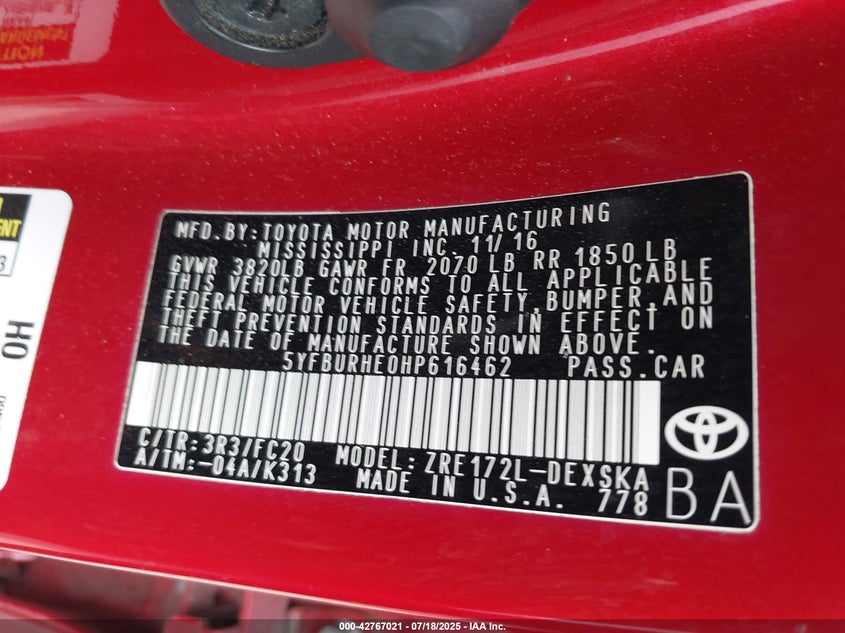 MFD.BY:TOYOTA MOTOR MANUFACTURING
MISSISSIPPI INC. 11/16
GVWR 3820LB GAWR FR 2070 LB RR 1850 LB
THIS VEHICLE CONFORMS TO ALL APPLICABLE
FEDERAL MOTOR VEHICLE SAFETY,BUMPER,AND
THEFT PREVENTION STANDARDS IN EFFECT ON
THE DATE OF MANUFACTURE SHOWN ABOVE.
5YFBURHE0HP616462 PASS.CAR
C/TR:3R3/FC20 MODEL: ZRE172L-DEXSKA
A/TM:-04A/K313 MADE IN U.S.A. 778
BA
HO
000-42767021 | 07/18/2025 - IAA Inc.